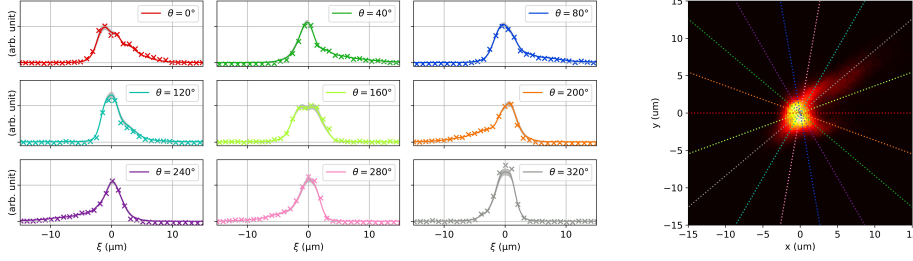 (arb. unit)
θ = 0°
θ = 40°
θ = 80°
(arb. unit)
θ = 120°
θ = 160°
θ = 200°
(arb. unit)
θ = 240°
θ = 280°
θ = 320°
−10 0 10
−10 0 10
−10 0 10
ξ (μm)
ξ (μm)
ξ (μm)
y (um)
15
10
5
0
−5
−10
−15
−15 −10 −5 0 5 10 15
x (um)